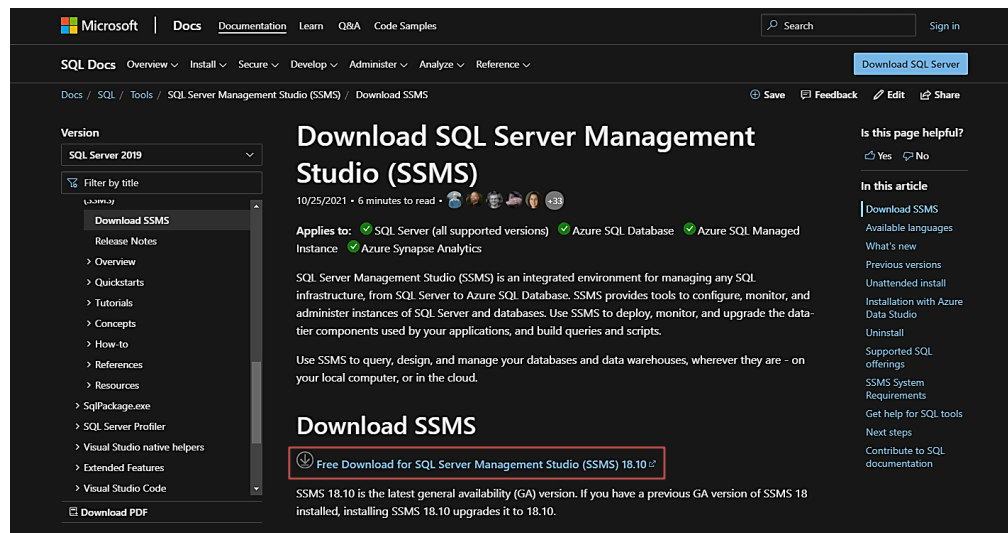 Microsoft Docs Documentation Learn Q&A Code Samples Search Sign in
SQL Docs Overview Install Secure Develop Administer Analyze Reference Download SQL Server
Docs / SQL / Tools / SQL Server Management Studio (SSMS) / Download SSMS
Save Feedback Edit Share
Version
SQL Server 2019
Filter by title
(SSMS)
Download SSMS
Release Notes
> Overview
> Quickstarts
> Tutorials
> Concepts
> How-to
> References
> Resources
> SqlPackage.exe
> SQL Server Profiler
> Visual Studio native helpers
> Extended Features
> Visual Studio Code
Download PDF
Download SQL Server Management
Studio (SSMS)
10/25/2021 • 6 minutes to read • +33
Applies to: SQL Server (all supported versions) Azure SQL Database Azure SQL Managed
Instance Azure Synapse Analytics
SQL Server Management Studio (SSMS) is an integrated environment for managing any SQL
infrastructure, from SQL Server to Azure SQL Database. SSMS provides tools to configure, monitor, and
administer instances of SQL Server and databases. Use SSMS to deploy, monitor, and upgrade the data-
tier components used by your applications, and build queries and scripts.
Use SSMS to query, design, and manage your databases and data warehouses, wherever they are - on
your local computer, or in the cloud.
Download SSMS
Free Download for SQL Server Management Studio (SSMS) 18.10
SSMS 18.10 is the latest general availability (GA) version. If you have a previous GA version of SSMS 18
installed, installing SSMS 18.10 upgrades it to 18.10.
Is this page helpful?
Yes No
In this article
Download SSMS
Available languages
What's new
Previous versions
Unattended install
Installation with Azure
Data Studio
Uninstall
Supported SQL
offerings
SSMS System
Requirements
Get help for SQL tools
Next steps
Contribute to SQL
documentation